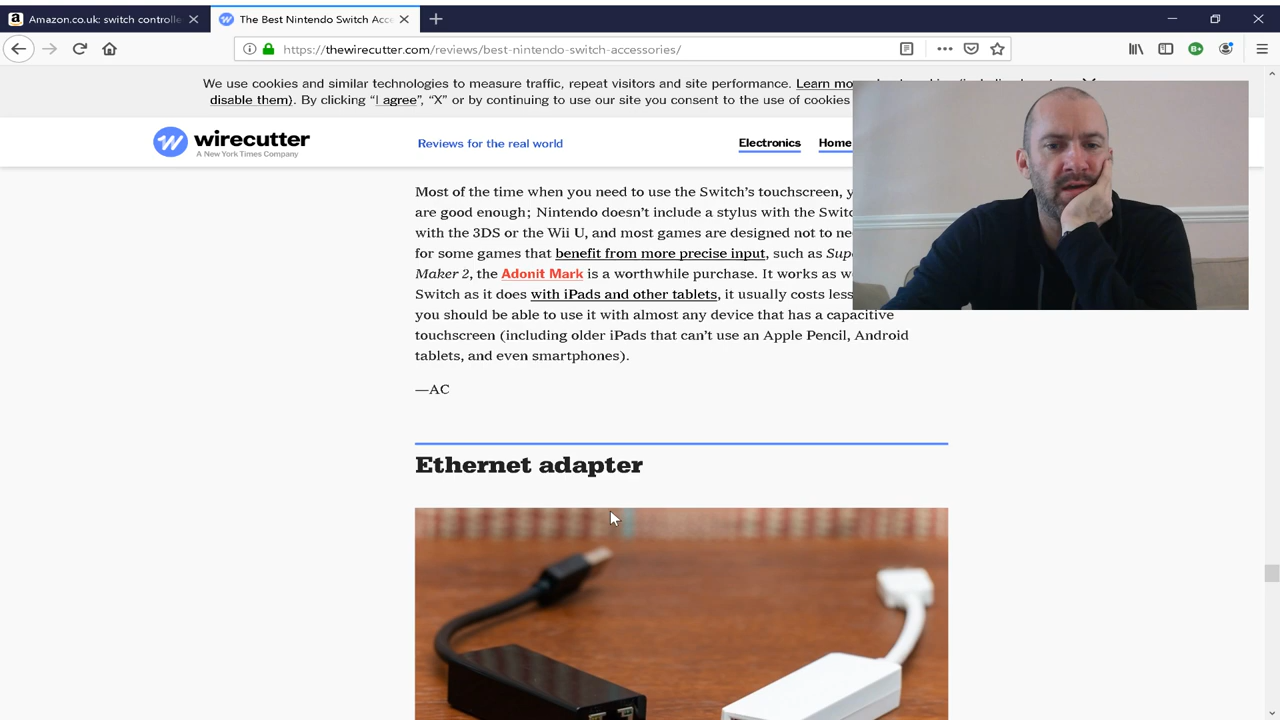 Amazon.co.uk: switch controlle
The Best Nintendo Switch Acce
https://thewirecutter.com/reviews/best-nintendo-switch-accessories/
We use cookies and similar technologies to measure traffic, repeat visitors and site performance. Learn
disable them). By clicking "I agree", "X" or by continuing to use our site you consent to the use of cookies
wirecutter
A New York Times Company
Reviews for the real world
Electronics
Home
Most of the time when you need to use the Switch's touchscreen,
are good enough; Nintendo doesn't include a stylus with the
with the 3DS or the Wii U, and most games are designed not to
for some games that benefit from more precise input, such as
Maker 2, the Adonit Mark is a worthwhile purchase. It works as
Switch as it does with iPads and other tablets, it usually costs less
you should be able to use it with almost any device that has a capacitive
touchscreen (including older iPads that can't use an Apple Pencil, Android
tablets, and even smartphones).
—AC
Ethernet adapter